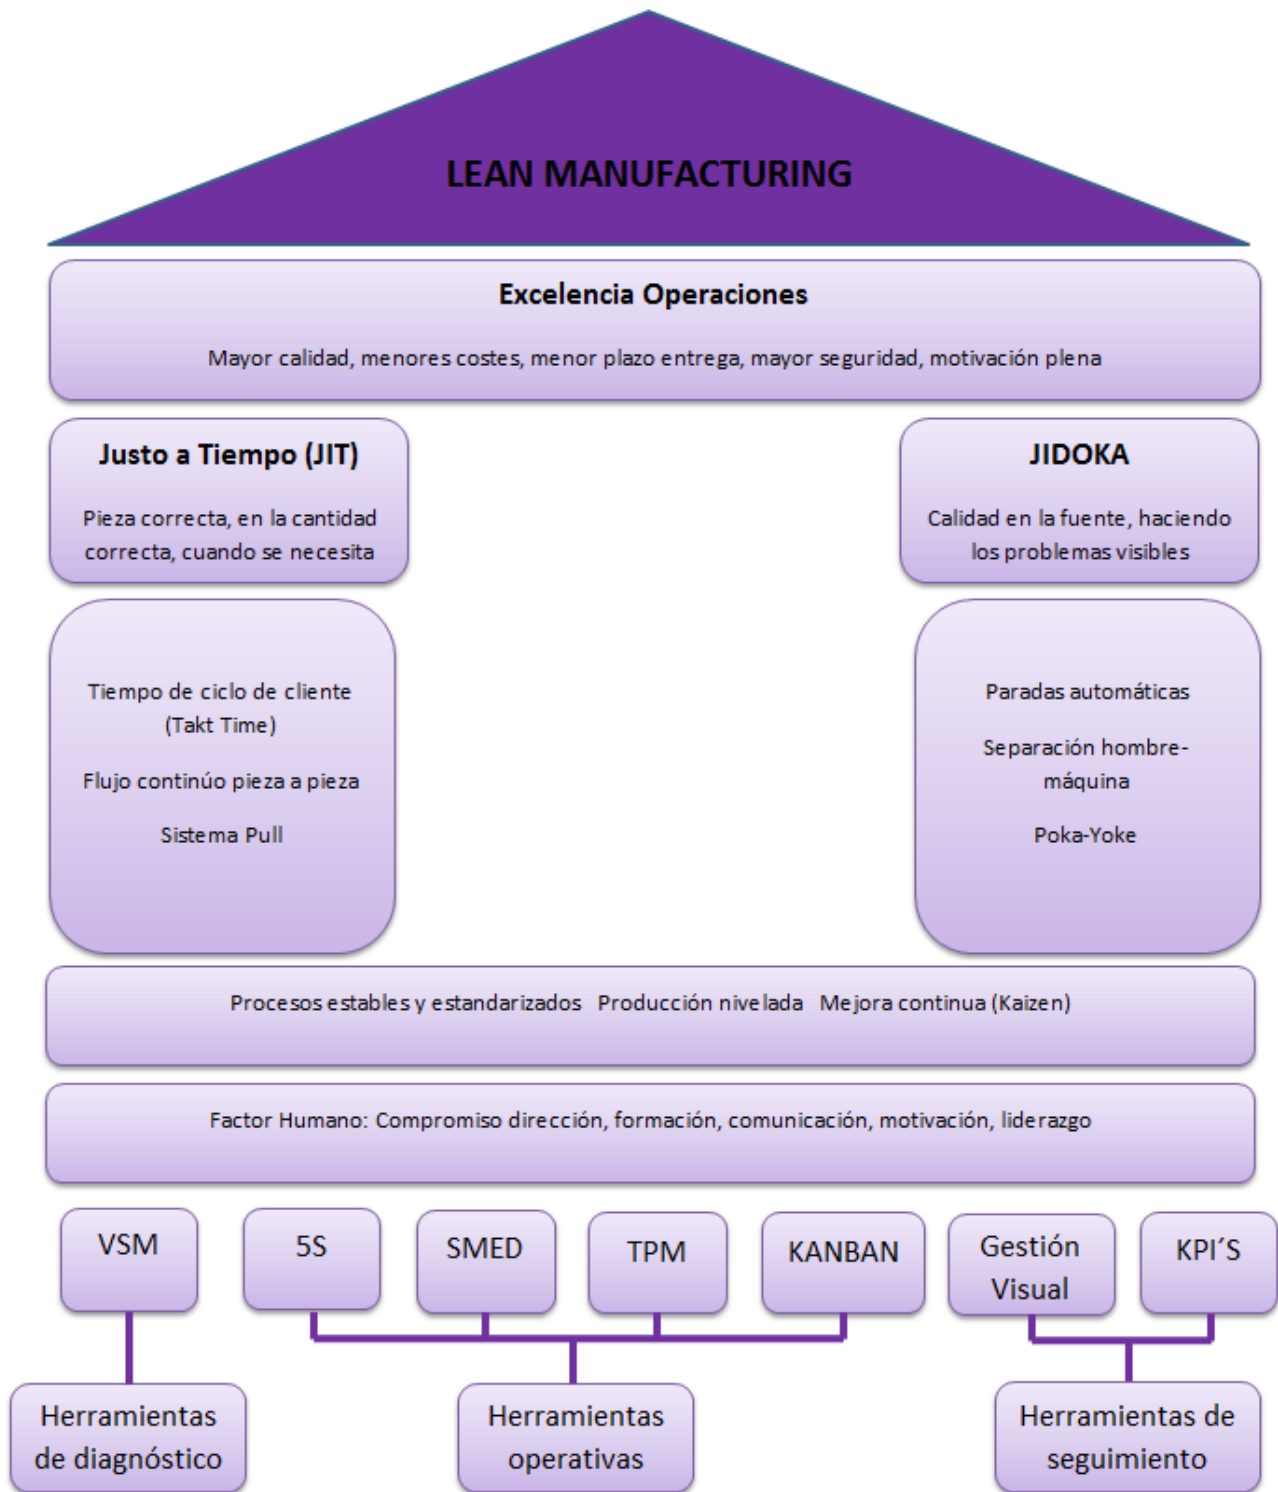 LEAN MANUFACTURING
Excelencia Operaciones
Mayor calidad, menores costes, menor plazo entrega, mayor seguridad, motivación plena
Justo a Tiempo (JIT)
Pieza correcta, en la cantidad
correcta, cuando se necesita
JIDOKA
Calidad en la fuente, haciendo
los problemas visibles
Tiempo de ciclo de cliente
(Takt Time)
Flujo continúo pieza a pieza
Sistema Pull
Paradas automáticas
Separación hombre-
máquina
Poka-Yoke
Procesos estables y estandarizados Producción nivelada Mejora continua (Kaizen)
Factor Humano: Compromiso dirección, formación, comunicación, motivación, liderazgo
VSM
5S
SMED
TPM
KANBAN
Gestión
Visual
KPI´S
Herramientas
de diagnóstico
Herramientas
operativas
Herramientas de
seguimiento